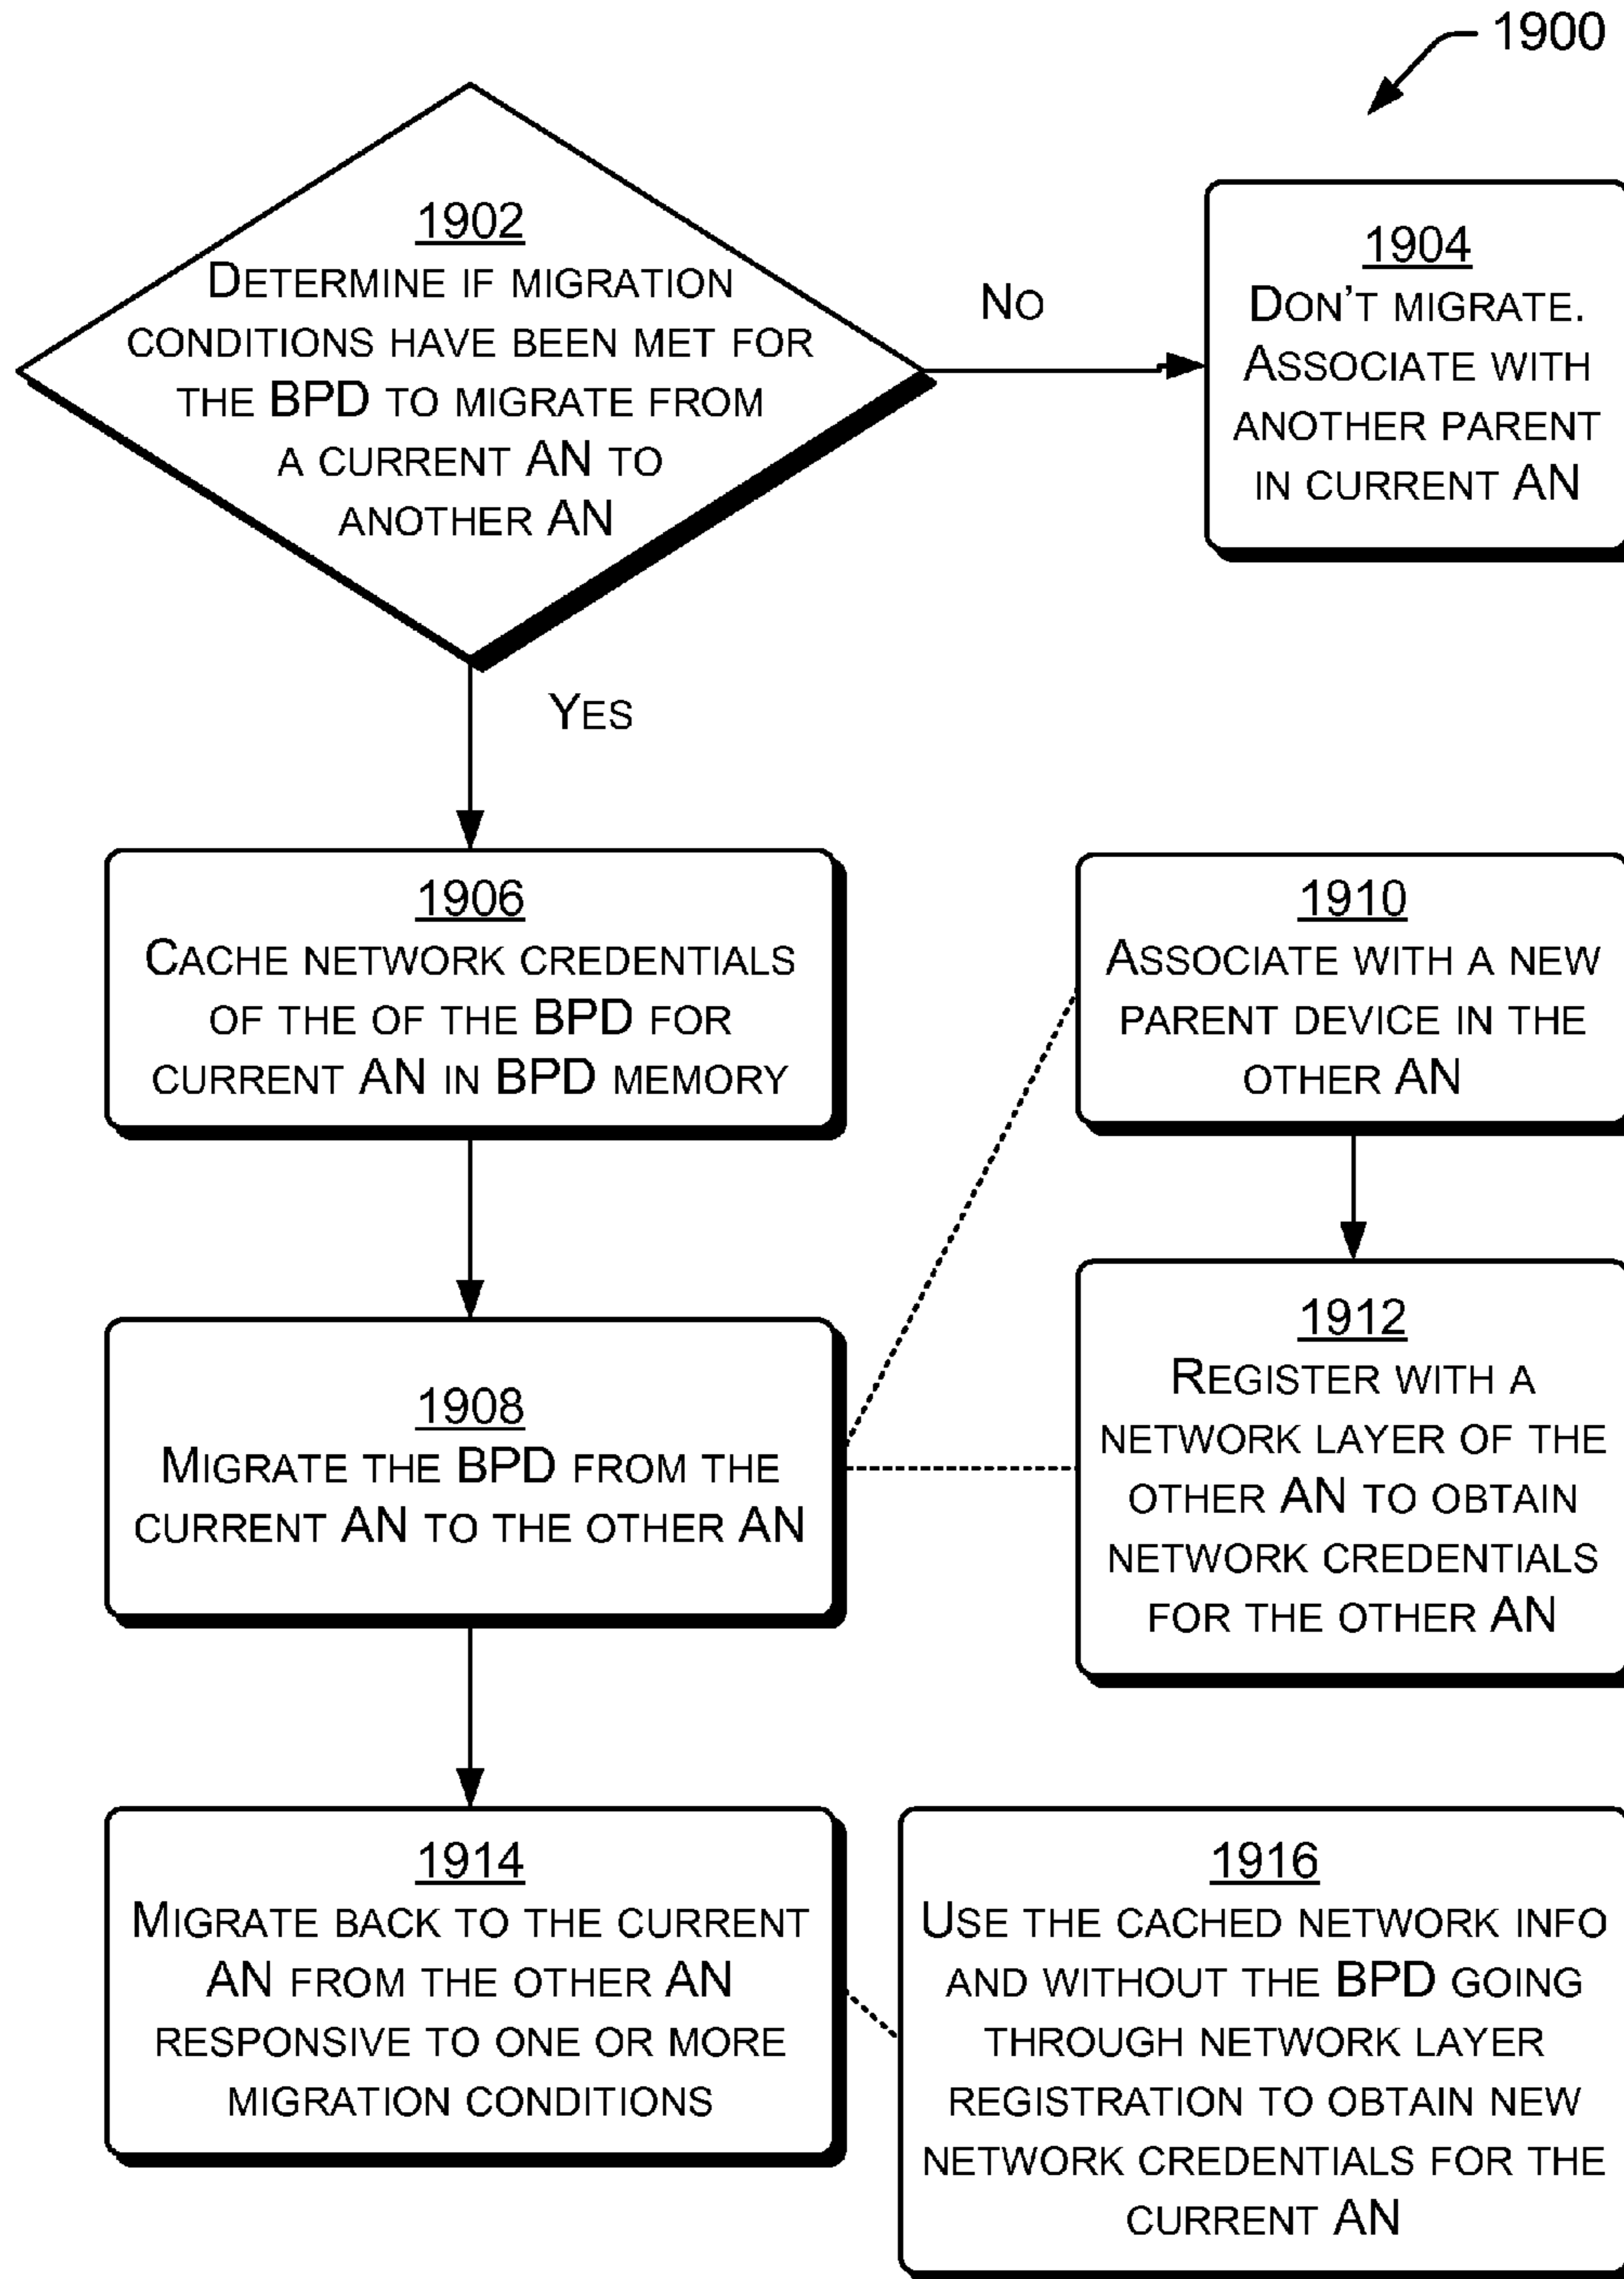 1900
1902
DETERMINE IF MIGRATION
CONDITIONS HAVE BEEN MET FOR
THE BPD TO MIGRATE FROM
A CURRENT AN TO
ANOTHER AN
NO
1904
DON'T MIGRATE.
ASSOCIATE WITH
ANOTHER PARENT
IN CURRENT AN
YES
1906
CACHE NETWORK CREDENTIALS
OF THE OF THE BPD FOR
CURRENT AN IN BPD MEMORY
1910
ASSOCIATE WITH A NEW
PARENT DEVICE IN THE
OTHER AN
1908
MIGRATE THE BPD FROM THE
CURRENT AN TO THE OTHER AN
1912
REGISTER WITH A
NETWORK LAYER OF THE
OTHER AN TO OBTAIN
NETWORK CREDENTIALS
FOR THE OTHER AN
1914
MIGRATE BACK TO THE CURRENT
AN FROM THE OTHER AN
RESPONSIVE TO ONE OR MORE
MIGRATION CONDITIONS
1916
USE THE CACHED NETWORK INFO
AND WITHOUT THE BPD GOING
THROUGH NETWORK LAYER
REGISTRATION TO OBTAIN NEW
NETWORK CREDENTIALS FOR THE
CURRENT AN